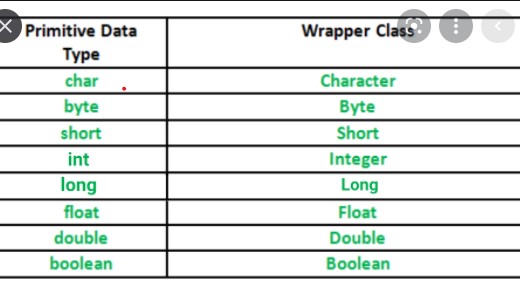 Primitive Data Wrapper Class
Type
char Character
byte Byte
short Short
int Integer
long Long
float Float
double Double
boolean Boolean